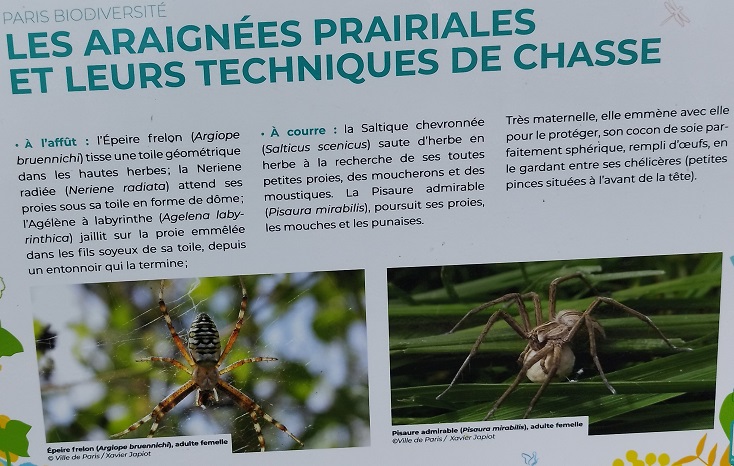 PARIS BIODIVERSITÉ
LES ARAIGNÉES PRAIRIALES
ET LEURS TECHNIQUES DE CHASSE
• À l'affût : l'Épeire frelon (Argiope
bruennichi) tisse une toile géométrique
dans les hautes herbes ; la Neriene
radiée (Neriene radiata) attend ses
proies sous sa toile en forme de dôme ;
l'Agélène à labyrinthe (Agelena laby-
rinthica) jaillit sur la proie emmêlée
dans les fils soyeux de sa toile, depuis
un entonnoir qui la termine ;
• À courre : la Saltique chevronnée
(Salticus scenicus) saute d'herbe en
herbe à la recherche de ses toutes
petites proies, des moucherons et des
moustiques. La Pisaure admirable
(Pisaura mirabilis), poursuit ses proies,
les mouches et les punaises.
Très maternelle, elle emmène avec elle
pour le protéger, son cocon de soie par-
faitement sphérique, rempli d'œufs, en
le gardant entre ses chélicères (petites
pinces situées à l'avant de la tête).
Épeire frelon (Argiope bruennichi), adulte femelle
© Ville de Paris / Xavier Japiot
Pisaure admirable (Pisaura mirabilis), adulte femelle
©Ville de Paris / Xavier Japiot